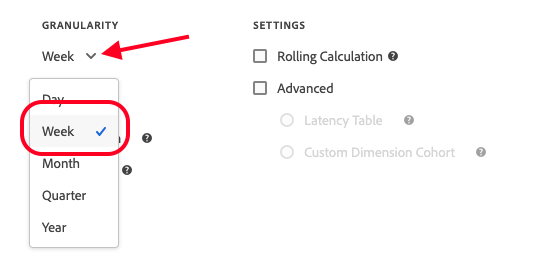 GRANULARITY
Week
Day
Week
Month
Quarter
Year
SETTINGS
Rolling Calculation
Advanced
Latency Table
Custom Dimension Cohort